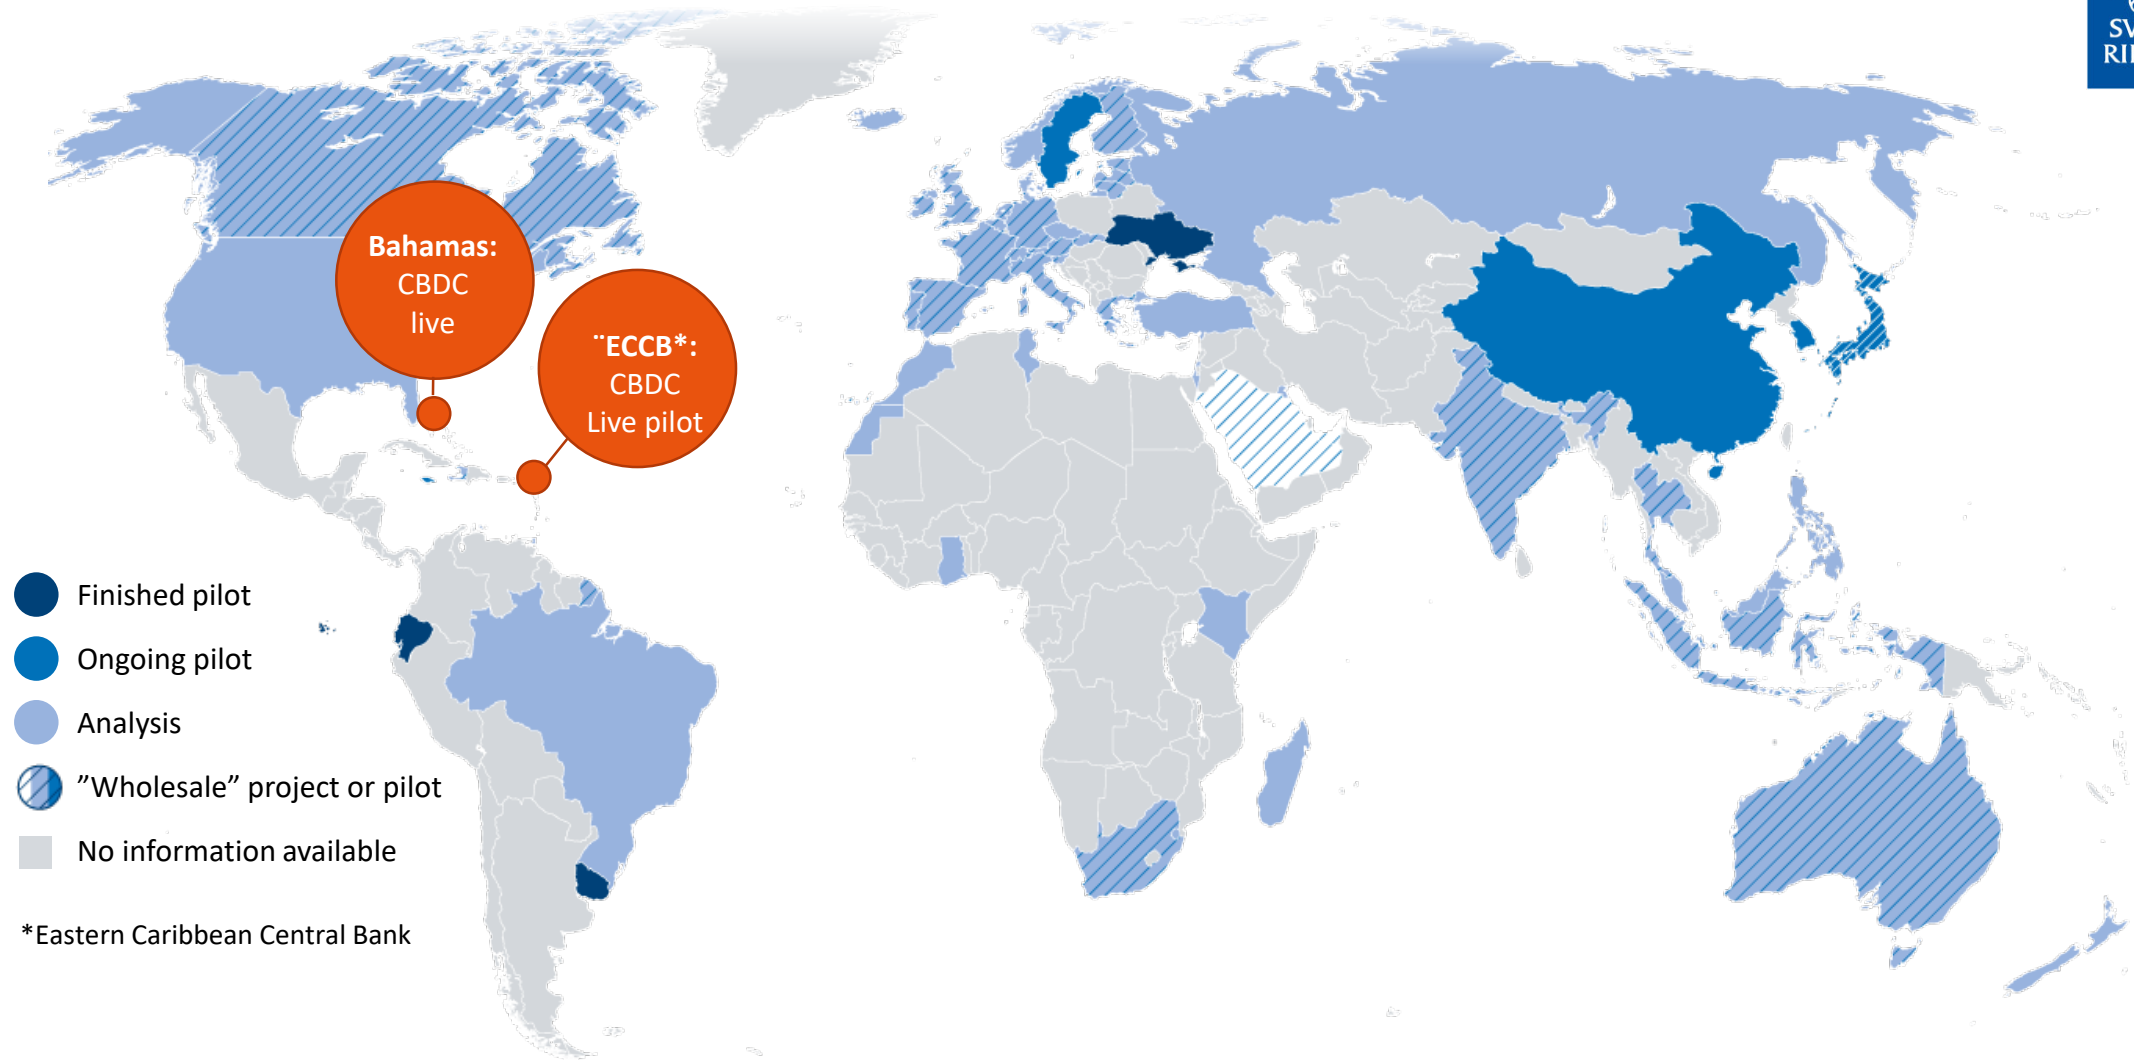 Bahamas:
CBDC
live
¨ECCB*:
CBDC
Live pilot
Finished pilot
Ongoing pilot
Analysis
”Wholesale” project or pilot
No information available
*Eastern Caribbean Central Bank